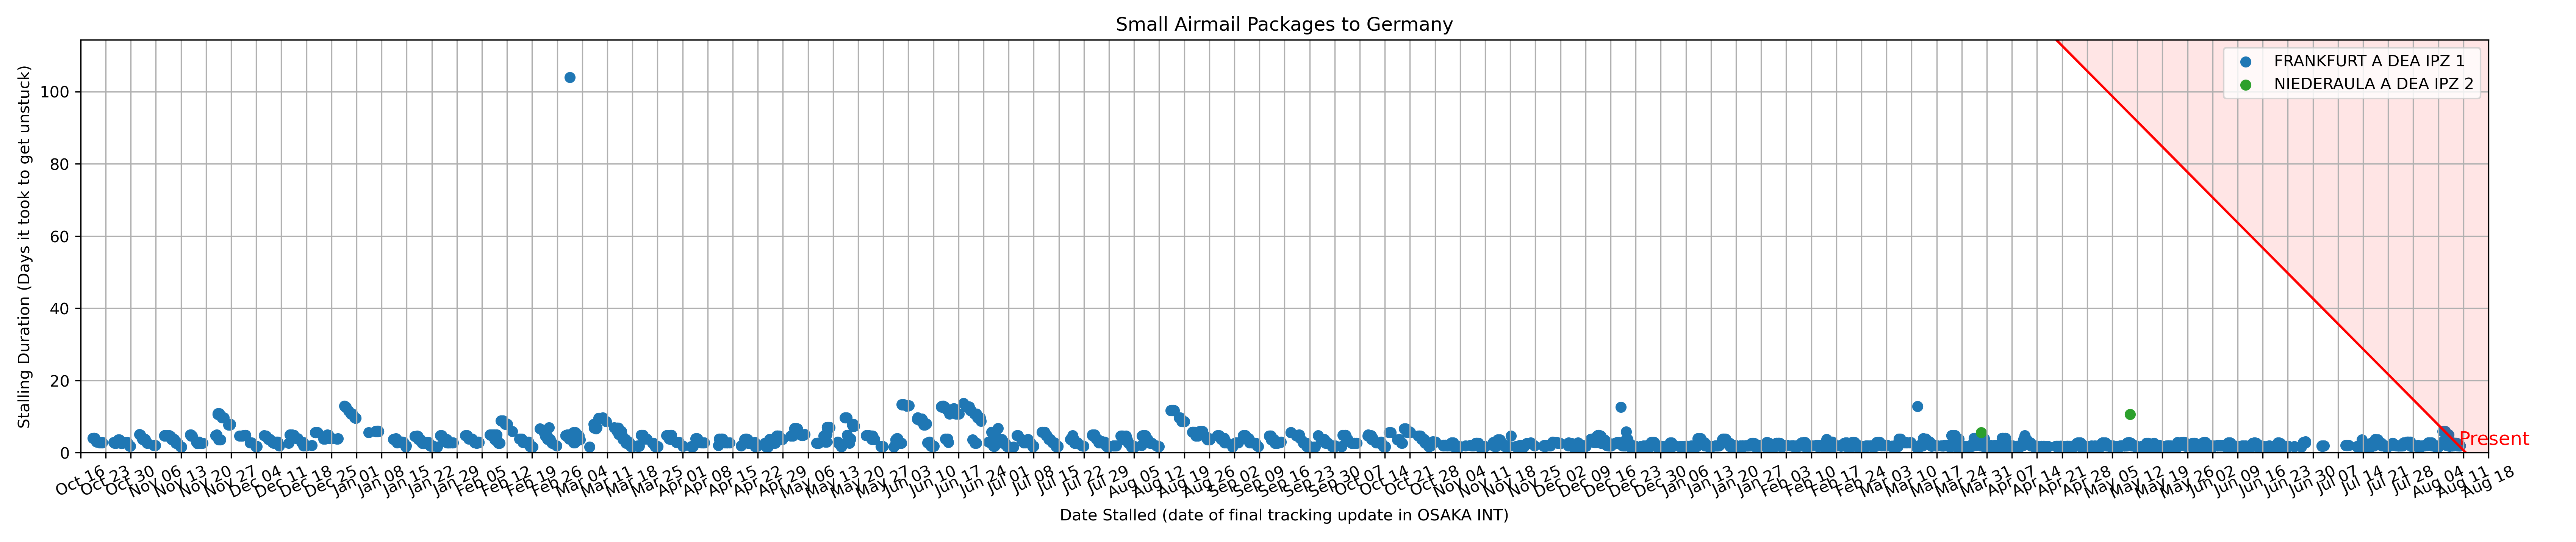 Small Airmail Packages to Germany
Stalling Duration (Days it took to get unstuck)
100
80
60
40
20
0
FRANKFURT A DEA IPZ 1
NIEDERAULA A DEA IPZ 2
Present
Oct 16
Oct 23
Oct 30
Nov 06
Nov 13
Nov 20
Nov 27
Dec 04
Dec 11
Dec 18
Dec 25
Jan 01
Jan 08
Jan 15
Jan 22
Jan 29
Feb 05
Feb 12
Feb 19
Feb 26
Mar 04
Mar 11
Mar 18
Mar 25
Apr 01
Apr 08
Apr 15
Apr 22
Apr 29
May 06
May 13
May 20
May 27
Jun 03
Jun 10
Jun 17
Jun 24
Jul 01
Jul 08
Jul 15
Jul 22
Jul 29
Aug 05
Aug 12
Aug 19
Aug 26
Sep 02
Sep 09
Sep 16
Sep 23
Sep 30
Oct 07
Oct 14
Oct 21
Oct 28
Nov 04
Nov 11
Nov 18
Nov 25
Dec 02
Dec 09
Dec 16
Dec 23
Dec 30
Jan 06
Jan 13
Jan 20
Jan 27
Feb 03
Feb 10
Feb 17
Feb 24
Mar 03
Mar 10
Mar 17
Mar 24
Mar 31
Apr 07
Apr 14
Apr 21
Apr 28
May 05
May 12
May 19
May 26
Jun 02
Jun 09
Jun 16
Jun 23
Jun 30
Jul 07
Jul 14
Jul 21
Jul 28
Aug 04
Aug 11
Aug 18
Date Stalled (date of final tracking update in OSAKA INT)